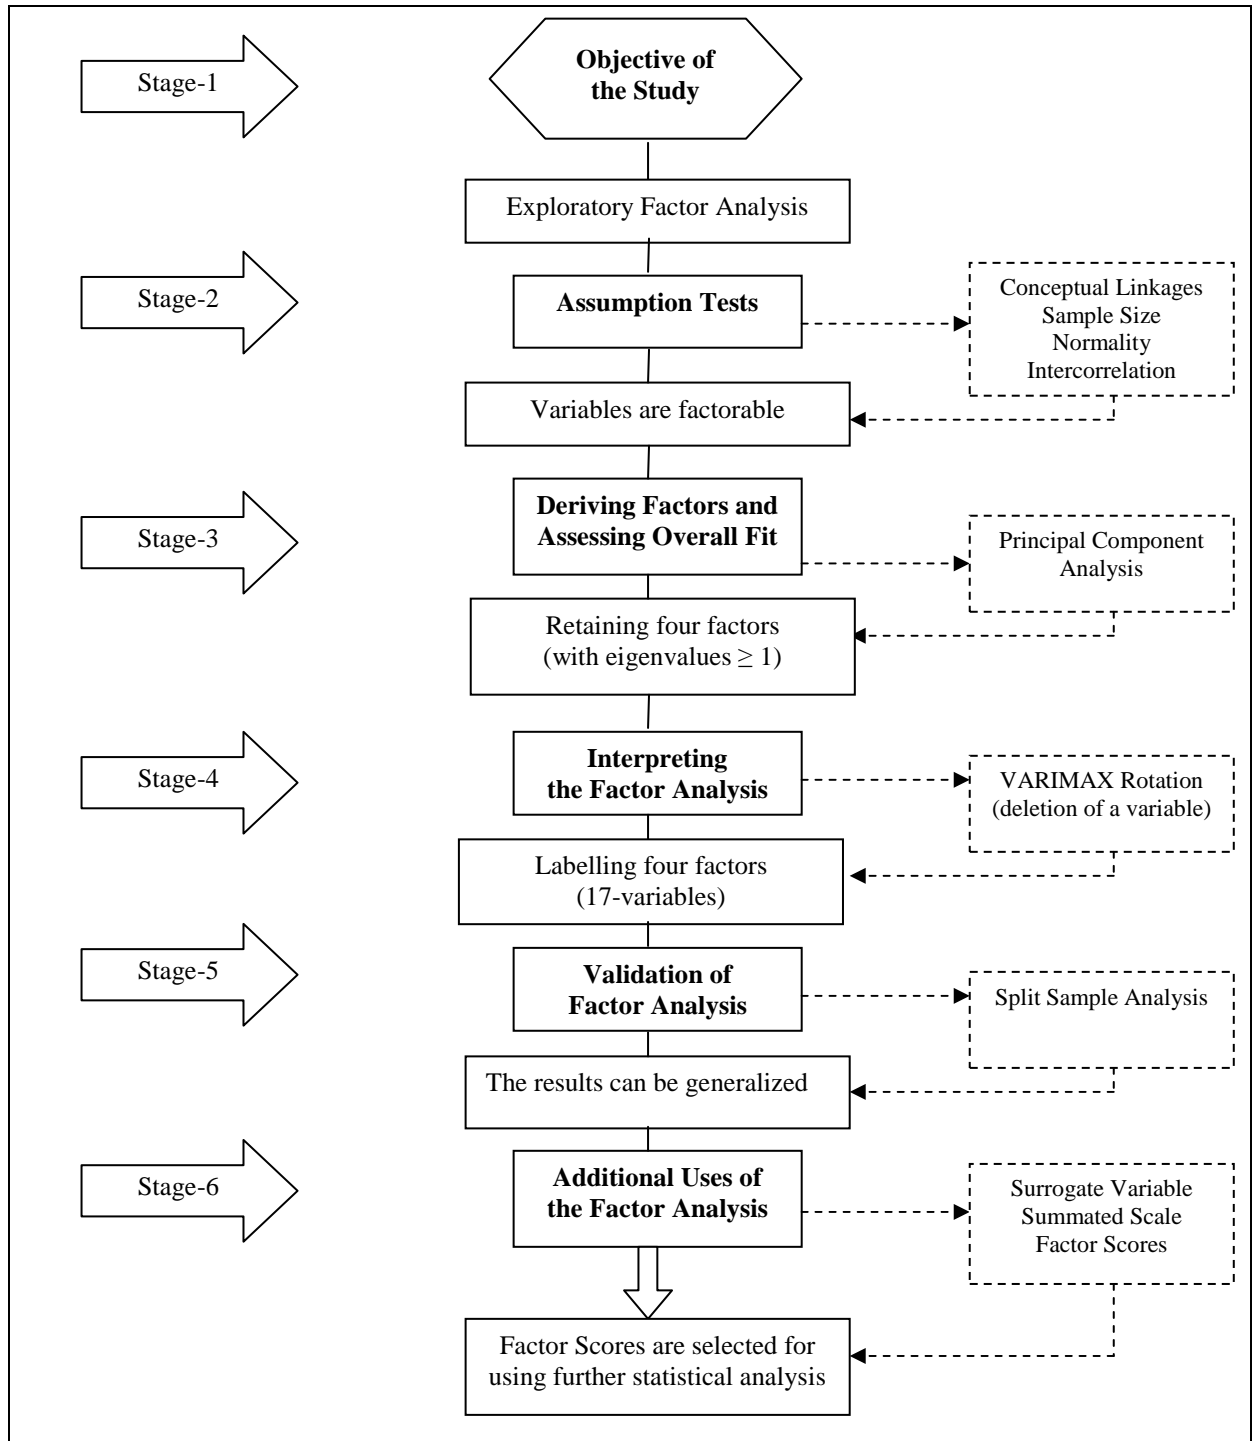 Stage-1
Objective of
the Study
Exploratory Factor Analysis
Stage-2
Assumption Tests
Conceptual Linkages
Sample Size
Normality
Intercorrelation
Variables are factorable
Stage-3
Deriving Factors and
Assessing Overall Fit
Principal Component
Analysis
Retaining four factors
(with eigenvalues ≥ 1)
Stage-4
Interpreting
the Factor Analysis
VARIMAX Rotation
(deletion of a variable)
Labelling four factors
(17-variables)
Stage-5
Validation of
Factor Analysis
Split Sample Analysis
The results can be generalized
Stage-6
Additional Uses of
the Factor Analysis
Surrogate Variable
Summated Scale
Factor Scores
Factor Scores are selected for
using further statistical analysis